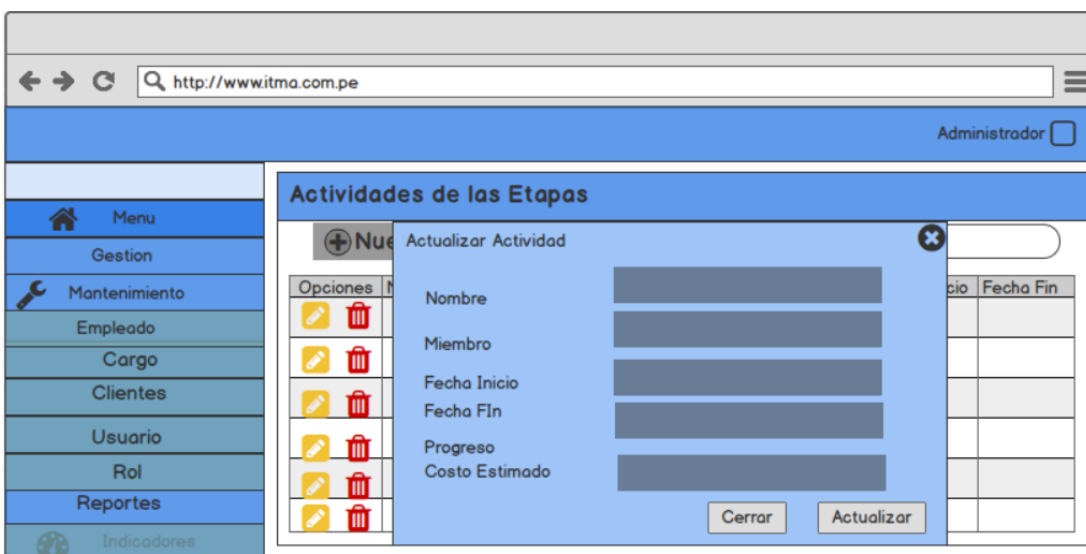 http://www.itma.com.pe
Administrador
Menu
Gestion
Mantenimiento
Empleado
Cargo
Clientes
Usuario
Rol
Reportes
Indicadores
Actividades de las Etapas
Actualizar Actividad
Opciones
Fecha Fin
Nombre
Miembro
Fecha Inicio
Fecha FIn
Progreso
Costo Estimado
Cerrar
Actualizar